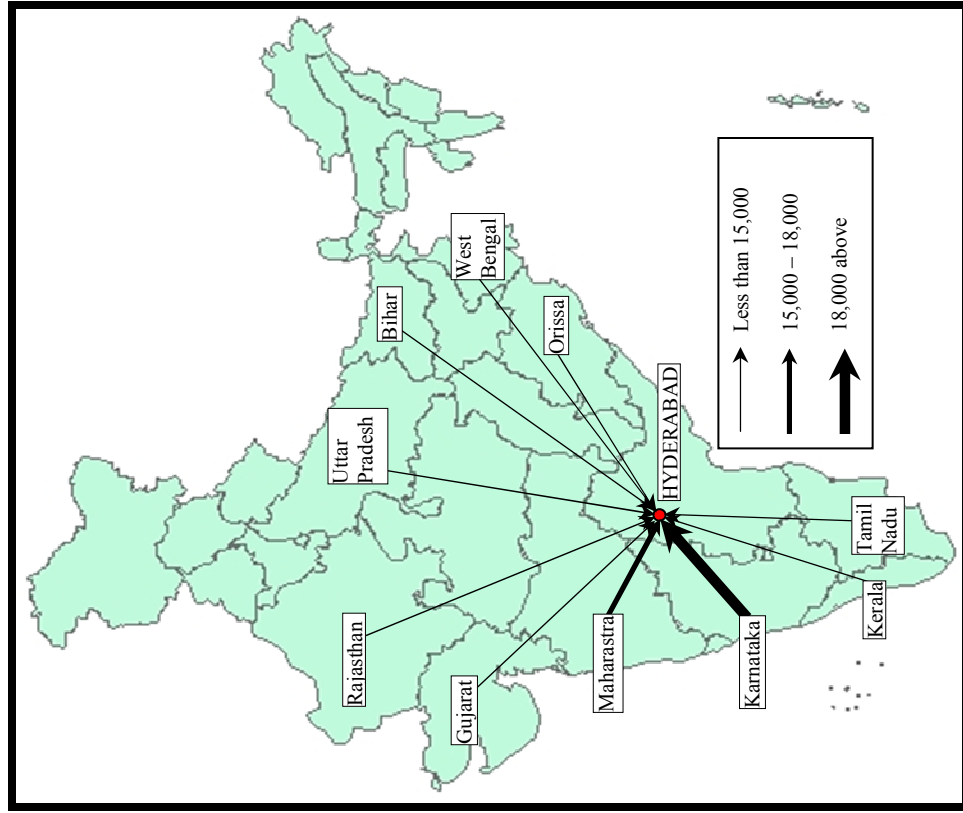 Rajasthan
Uttar
Pradesh
Bihar
Gujarat
West
Bengal
Orissa
Maharastra
HYDERABAD
Karnataka
Kerala
Tamil
Nadu
Less than 15,000
15,000 – 18,000
18,000 above